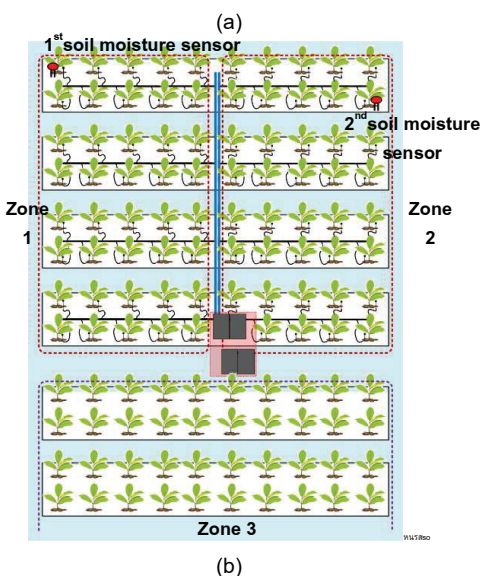 (a)
1st soil moisture sensor
2nd soil moisture
sensor
Zone
1
Zone
2
Zone 3
(b)